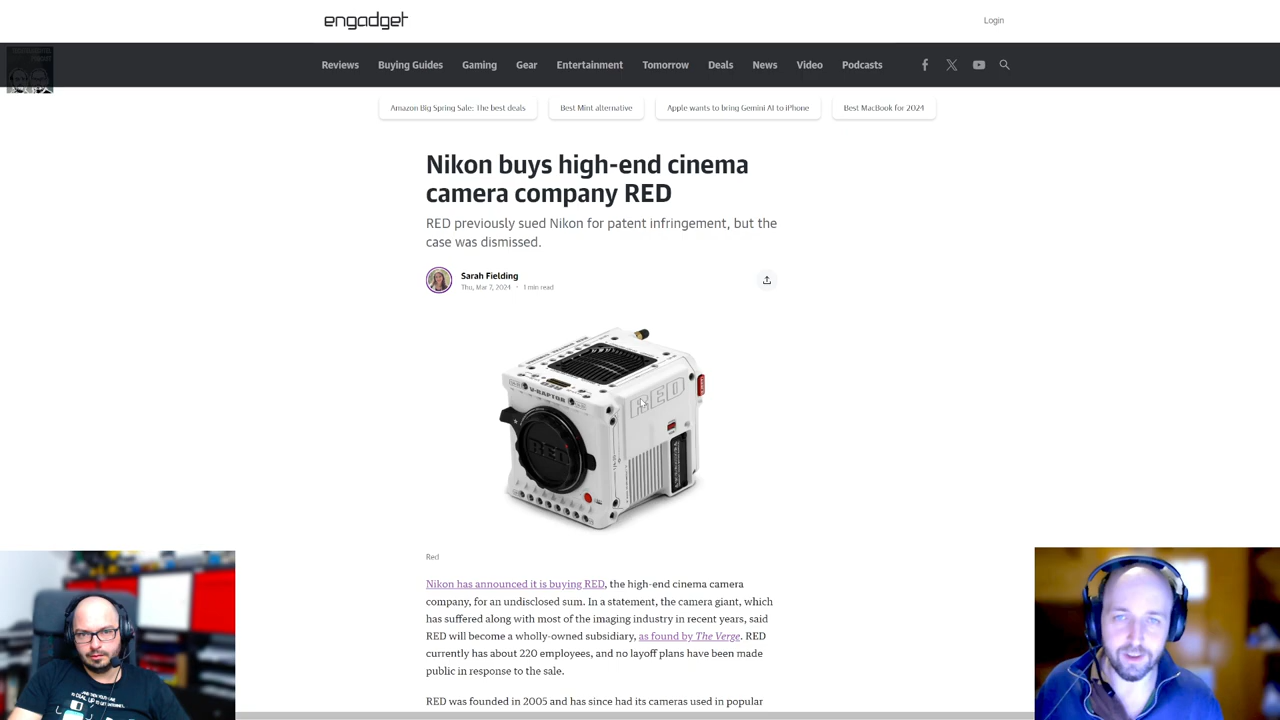 engadget
Login
Reviews Buying Guides Gaming Gear Entertainment Tomorrow Deals News Video Podcasts
Amazon Big Spring Sale: The best deals
Best Mint alternative
Apple wants to bring Gemini AI to iPhone
Best MacBook for 2024
Nikon buys high-end cinema
camera company RED
RED previously sued Nikon for patent infringement, but the
case was dismissed.
Sarah Fielding
Thu, Mar 7, 2024 · 1 min read
V-RAPTOR
RED
RED
Red
Nikon has announced it is buying RED, the high-end cinema camera
company, for an undisclosed sum. In a statement, the camera giant, which
has suffered along with most of the imaging industry in recent years, said
RED will become a wholly-owned subsidiary, as found by The Verge. RED
currently has about 220 employees, and no layoff plans have been made
public in response to the sale.
RED was founded in 2005 and has since had its cameras used in popular